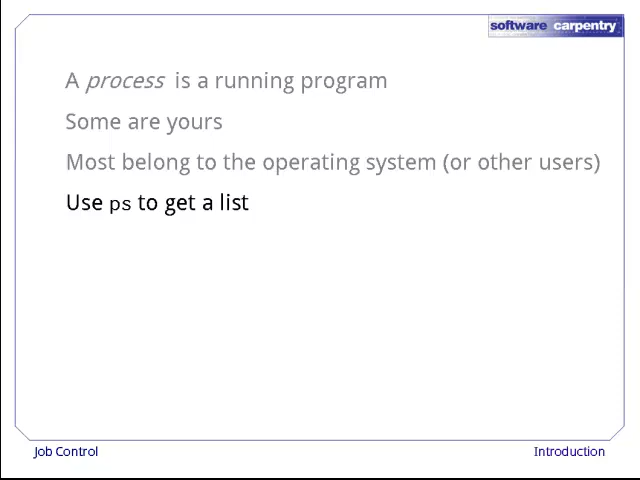 software carpentry
A process is a running program
Some are yours
Most belong to the operating system (or other users)
Use ps to get a list
Job Control
Introduction